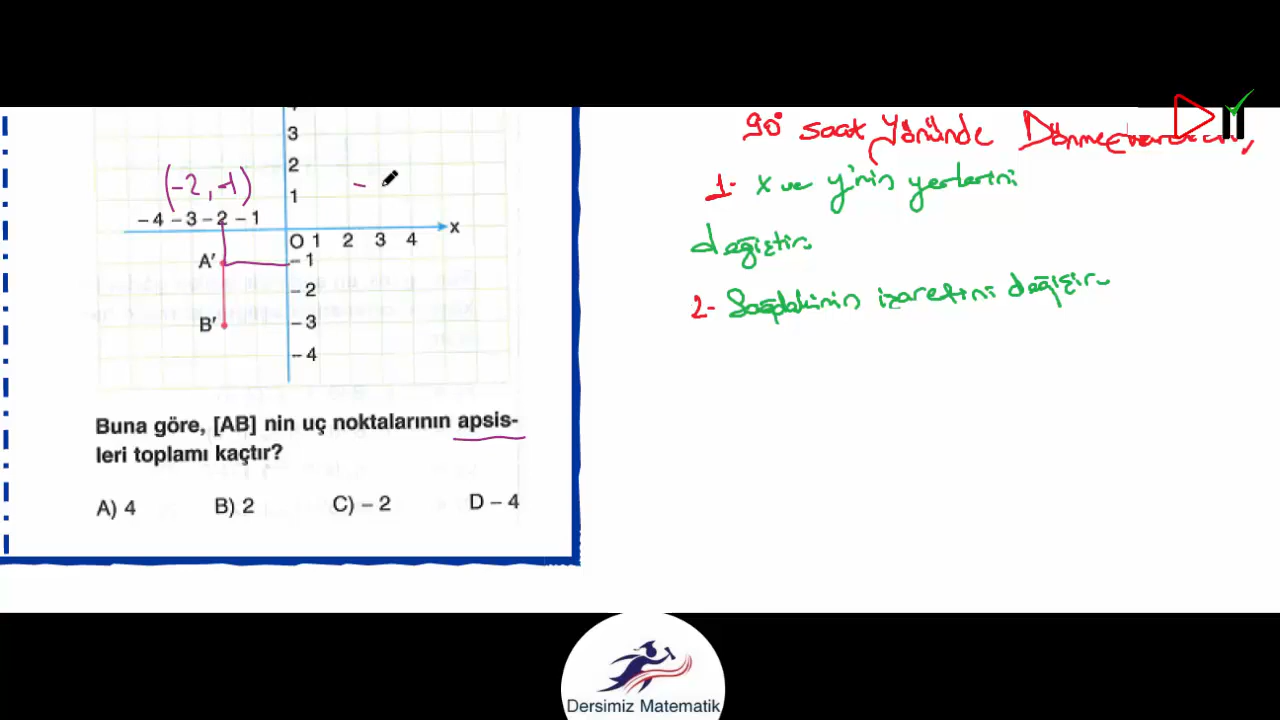 3
2
1
(-2, -1)
-4 -3 -2 -1
O 1 2 3 4 x
A' -1
-2
B' -3
-4
Buna göre, [AB] nin uç noktalarının apsis-
leri toplamı kaçtır?
A) 4 B) 2 C) -2 D -4
90° saat yönünde
1- x ve y'nin yerlerini
değiştir.
2- Sağdakinin işaretini değiştir.
Dersimiz Matematik